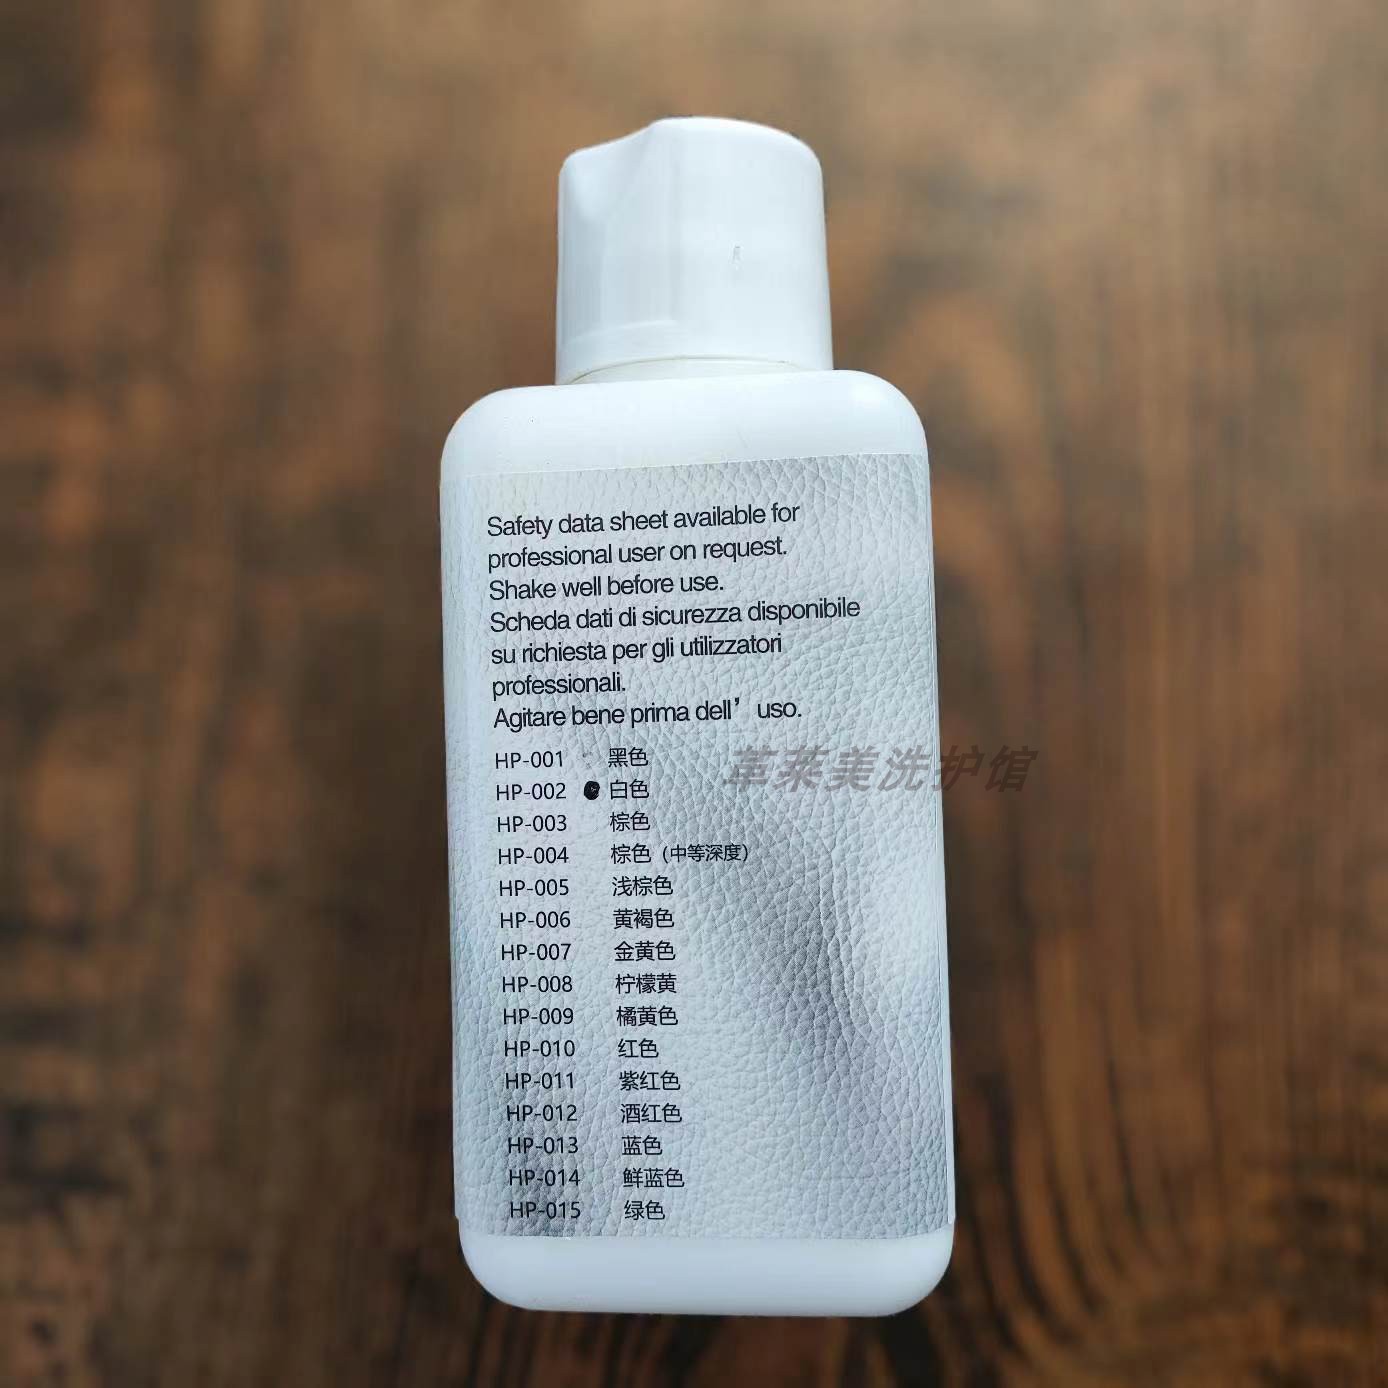 Safety data sheet available for
professional user on request.
Shake well before use.
Scheda dati di sicurezza disponibile
su richiesta per gli utilizzatori
professionali.
Agitare bene prima dell’ uso.
HP-001 黑色
HP-002 白色
HP-003 棕色
HP-004 棕色（中等深度）
HP-005 浅棕色
HP-006 黄褐色
HP-007 金黄色
HP-008 柠檬黄
HP-009 橘黄色
HP-010 红色
HP-011 紫红色
HP-012 酒红色
HP-013 蓝色
HP-014 鲜蓝色
HP-015 绿色
革莱美洗护馆